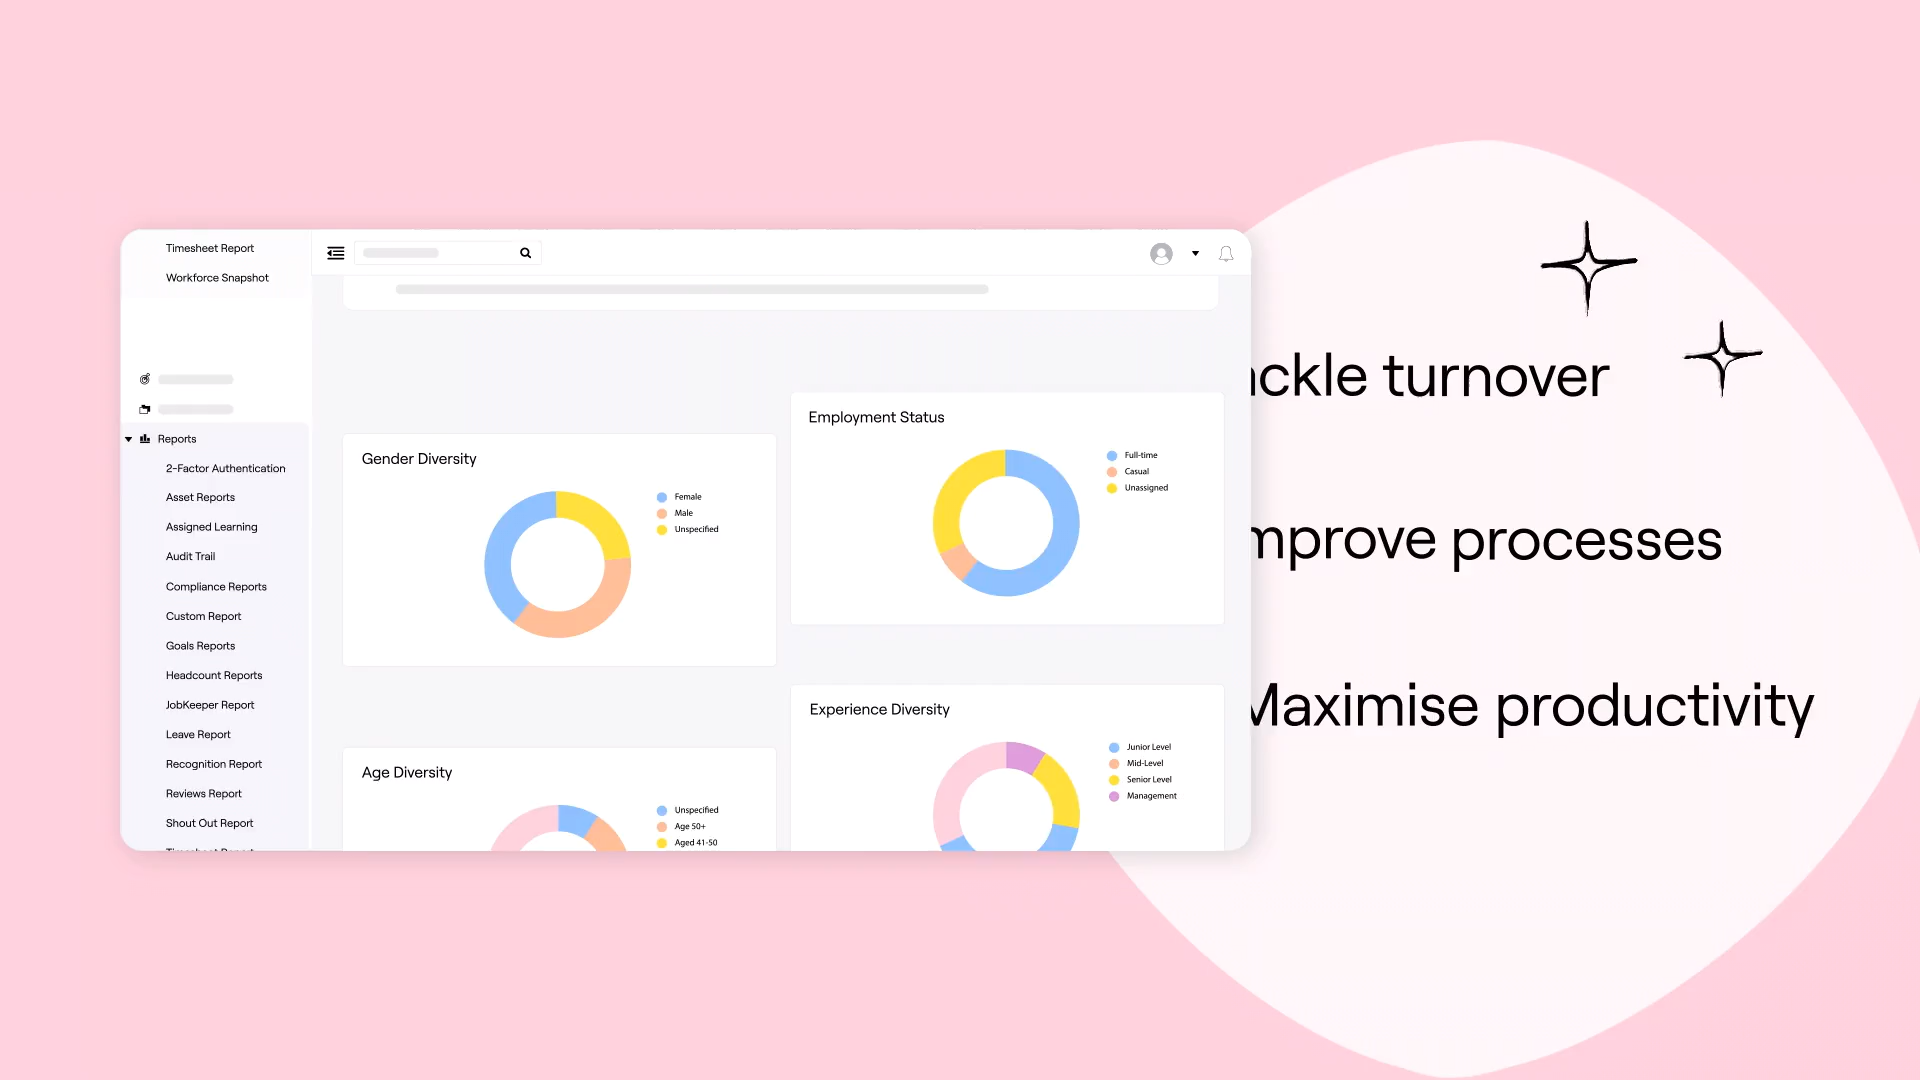 Timesheet Report
Workforce Snapshot
Reports
2-Factor Authentication
Asset Reports
Assigned Learning
Audit Trail
Compliance Reports
Custom Report
Goals Reports
Headcount Reports
JobKeeper Report
Leave Report
Recognition Report
Reviews Report
Shout Out Report
Gender Diversity
Female
Male
Unspecified
Employment Status
Full-time
Casual
Unassigned
Age Diversity
Unspecified
Age 50+
Aged 41-50
Experience Diversity
Junior Level
Mid-Level
Senior Level
Management
ckle turnover
mprove processes
Maximise productivity